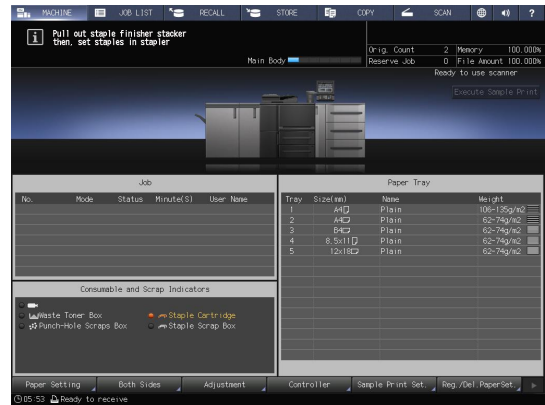 MACHINE JOB LIST RECALL STORE COPY SCAN ?
Pull out staple finisher stacker
then, set staples in stapler
Main Body
Orig. Count 2 Memory 100.000%
Reserve Job 0 File Amount 100.000%
Ready to use scanner
Execute Sample Print
Job
No. Mode Status Minute(S) User Name
Paper Tray
Tray Size(mm) Name Weight
1 A4 Plain 106-135g/m2
2 A4 Plain 62-74g/m2
3 B4 Plain 62-74g/m2
4 8.5x11 Plain 62-74g/m2
5 12x18 Plain 62-74g/m2
Consumable and Scrap Indicators
Waste Toner Box Staple Cartridge
Punch-Hole Scraps Box Staple Scrap Box
Paper Setting Both Sides Adjustment Controller Sample Print Set. Reg./Del.PaperSet.
05:53 Ready to receive